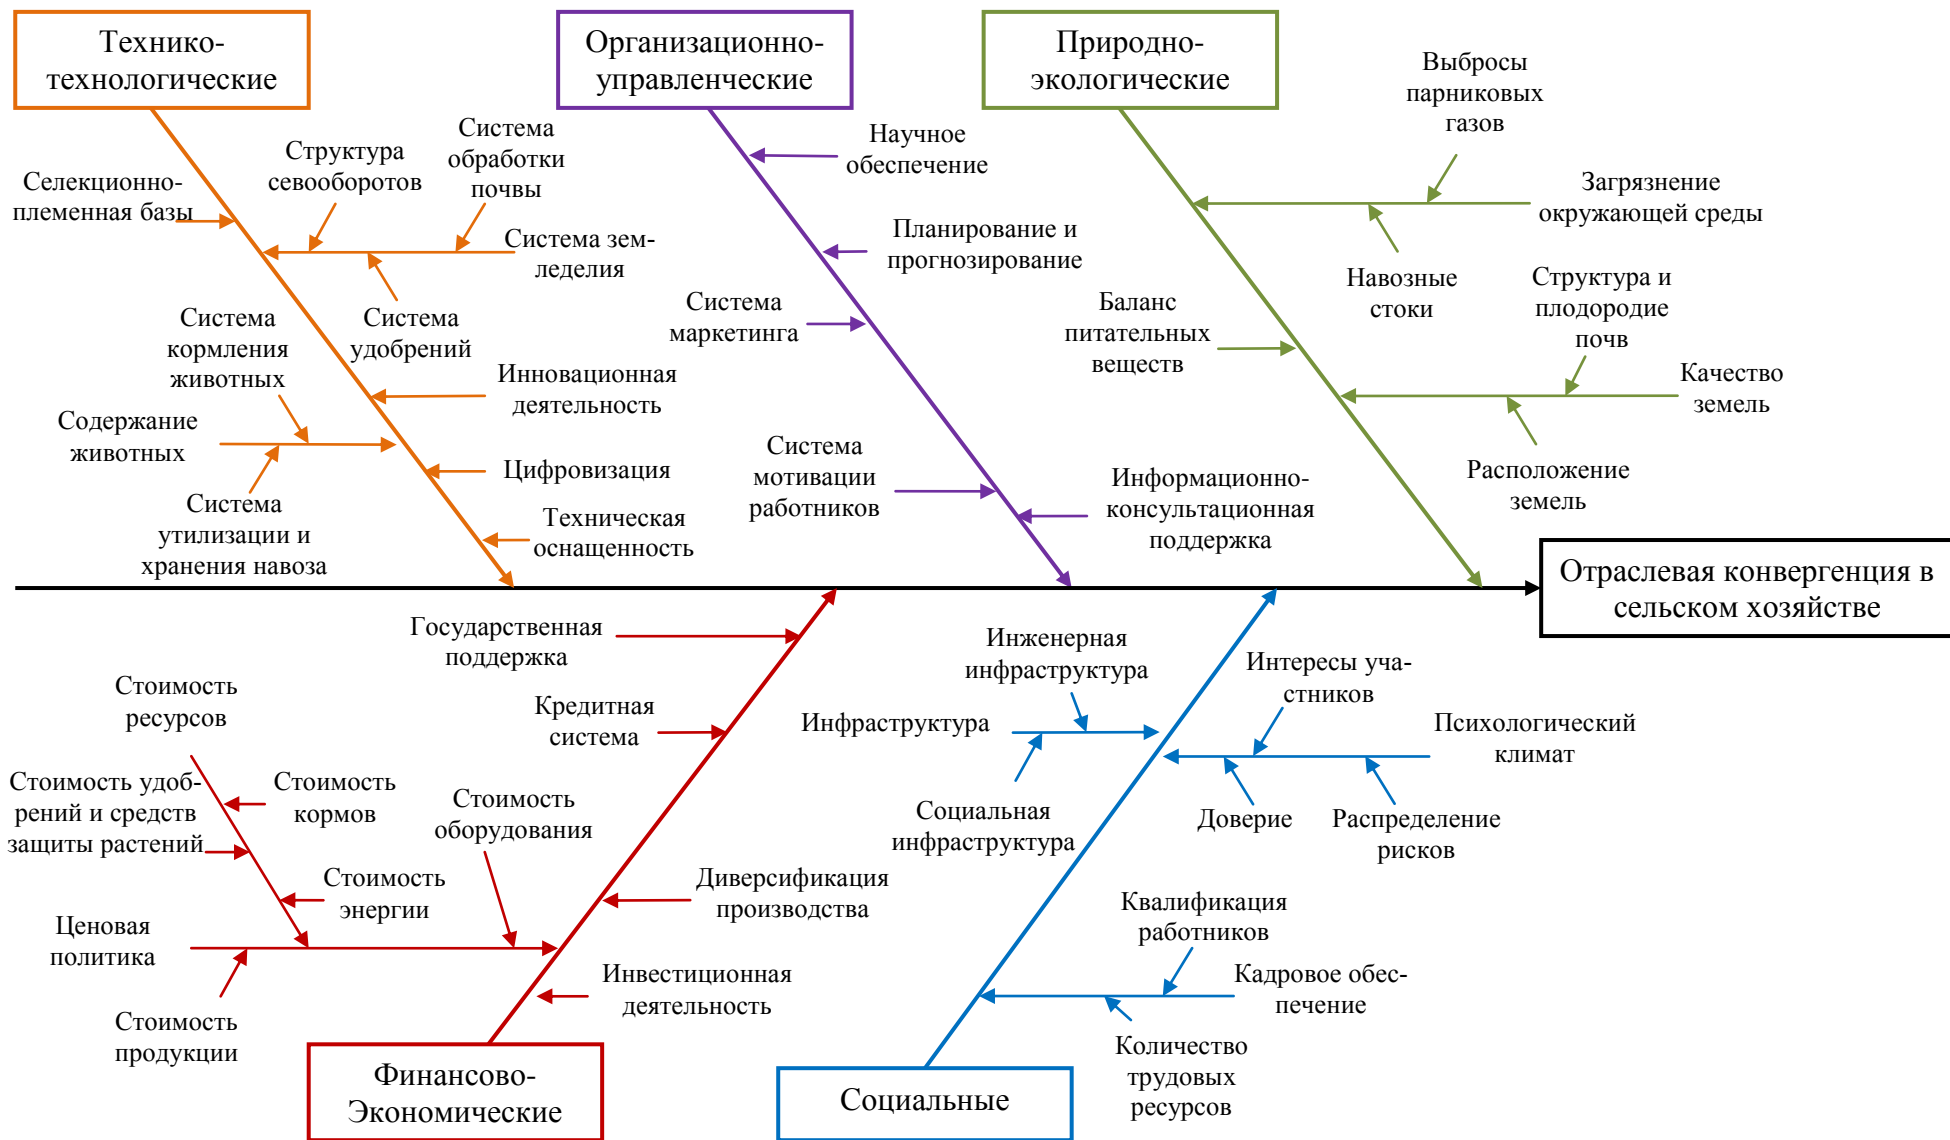 Технико-
технологические
Организационно-
управленческие
Природно-
экологические
Селекционно-
племенная базы
Структура
севооборотов
Система
обработки
почвы
Система зем-
леделия
Система
удобрений
Система
кормления
животных
Содержание
животных
Система
утилизации и
хранения навоза
Инновационная
деятельность
Цифровизация
Техническая
оснащенность
Научное
обеспечение
Планирование и
прогнозирование
Система
маркетинга
Система
мотивации
работников
Информационно-
консультационная
поддержка
Выбросы
парниковых
газов
Загрязнение
окружающей среды
Навозные
стоки
Баланс
питательных
веществ
Структура и
плодородие
почв
Качество
земель
Расположение
земель
Отраслевая конвергенция в
сельском хозяйстве
Государственная
поддержка
Кредитная
система
Стоимость
ресурсов
Стоимость удоб-
рений и средств
защиты растений
Стоимость
кормов
Стоимость
энергии
Стоимость
оборудования
Ценовая
политика
Стоимость
продукции
Диверсификация
производства
Инвестиционная
деятельность
Финансово-
Экономические
Инженерная
инфраструктура
Инфраструктура
Социальная
инфраструктура
Интересы уча-
стников
Психологический
климат
Доверие
Распределение
рисков
Квалификация
работников
Кадровое обес-
печение
Количество
трудовых
ресурсов
Социальные